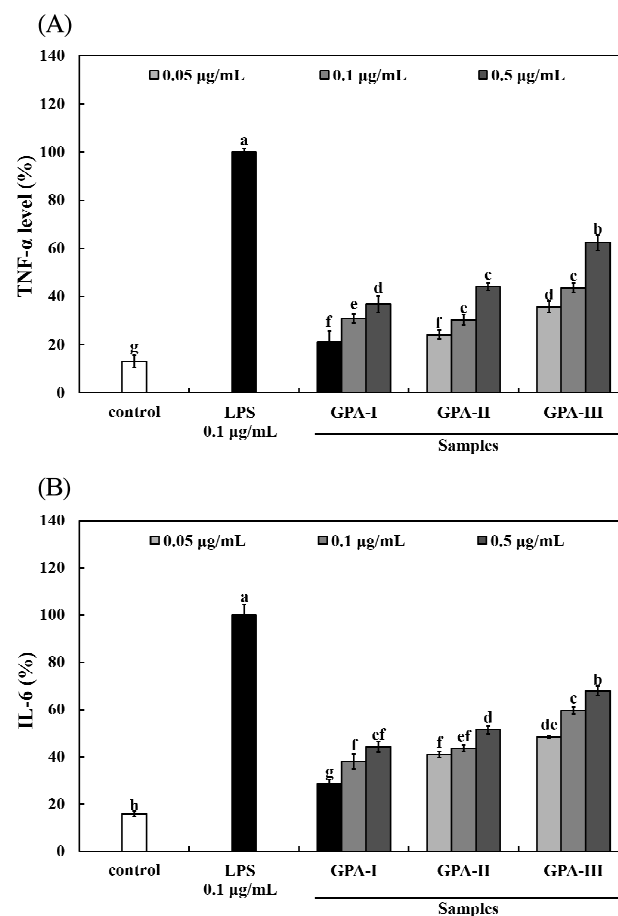 (A)
140
120
100
80
60
40
20
0
TNF-α level (%)
0.05 μg/mL 0.1 μg/mL 0.5 μg/mL
g a f e d f e c d c b
control LPS GPA-I GPA-II GPA-III
0.1 μg/mL
Samples
(B)
140
120
100
80
60
40
20
0
IL-6 (%)
0.05 μg/mL 0.1 μg/mL 0.5 μg/mL
h a g f ef f ef d de c b
control LPS GPA-I GPA-II GPA-III
0.1 μg/mL
Samples